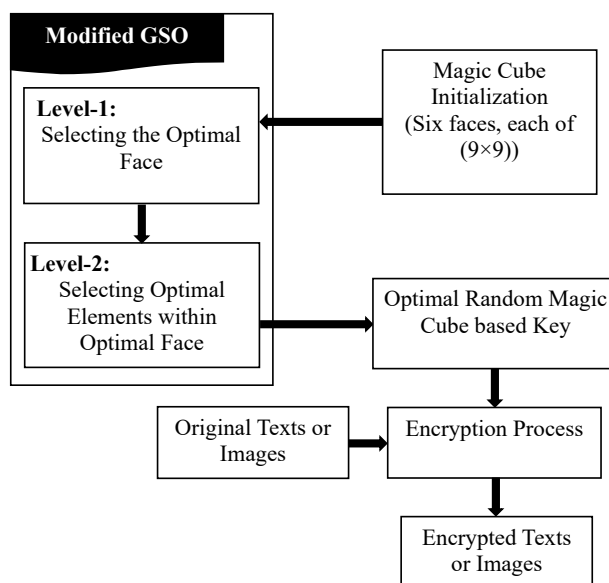 Modified GSO
Magic Cube
Initialization
(Six faces, each of
(9×9))
Level-1:
Selecting the Optimal
Face
Level-2:
Selecting Optimal
Elements within
Optimal Face
Optimal Random Magic
Cube based Key
Original Texts or
Images
Encryption Process
Encrypted Texts
or Images